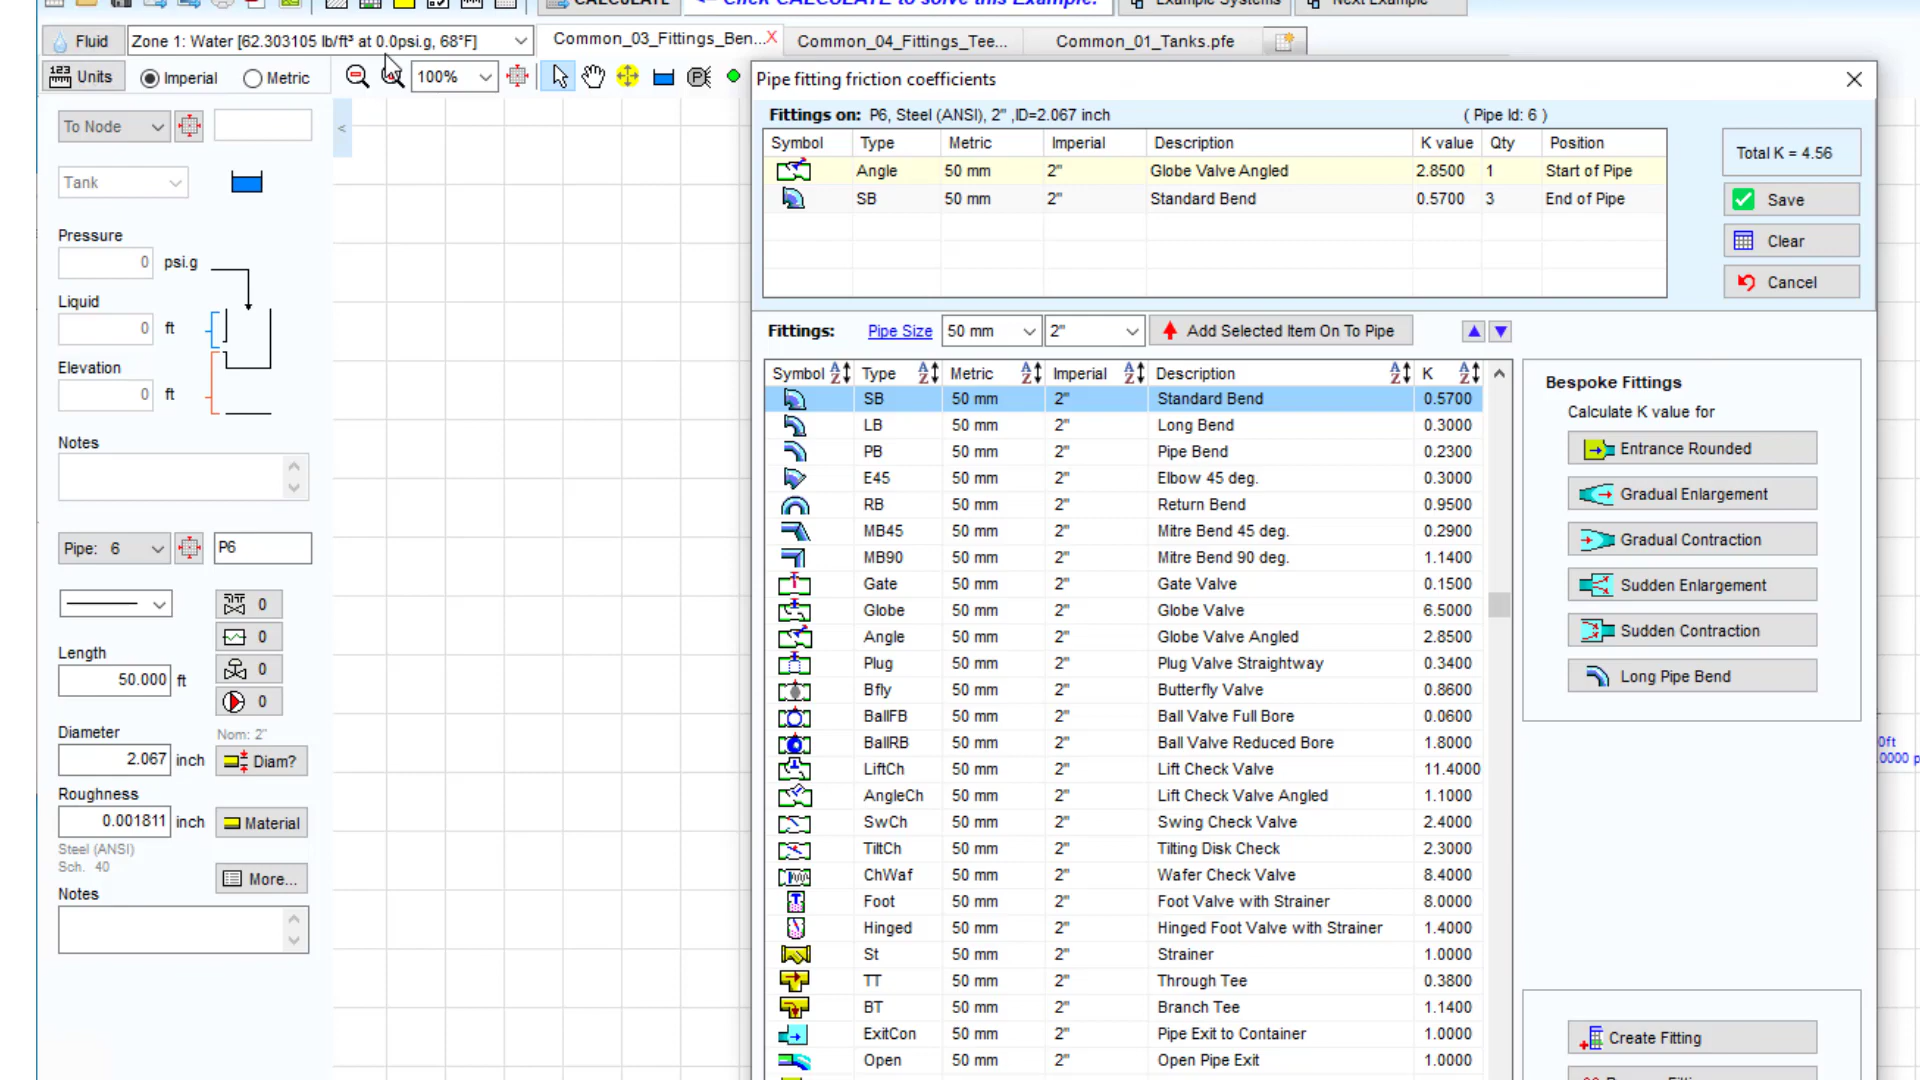 CALCULATE <-- Click CALCULATE to solve this Example. Example Systems Next Example
Fluid Zone 1: Water [62.303105 lb/ft³ at 0.0psi.g, 68°F] Common_03_Fittings_Ben...X Common_04_Fittings_Tee... Common_01_Tanks.pfe
123 Units Imperial Metric 100%
Pipe fitting friction coefficients
Fittings on: P6, Steel (ANSI), 2" ,ID=2.067 inch ( Pipe Id: 6 )
Symbol Type Metric Imperial Description K value Qty Position
Angle 50 mm 2" Globe Valve Angled 2.8500 1 Start of Pipe
SB 50 mm 2" Standard Bend 0.5700 3 End of Pipe
Total K = 4.56
Save
Clear
Cancel
To Node
<
Tank
Pressure
0 psi.g
Liquid
0 ft
Elevation
0 ft
Notes
Pipe: 6 P6
0
0
Length
50.000 ft
0
0
Diameter
Nom: 2"
2.067 inch Diam?
Roughness
0.001811 inch Material
Steel (ANSI)
Sch. 40
More...
Notes
Fittings: Pipe Size 50 mm 2" Add Selected Item On To Pipe
Symbol Type Metric Imperial Description K
SB 50 mm 2" Standard Bend 0.5700
LB 50 mm 2" Long Bend 0.3000
PB 50 mm 2" Pipe Bend 0.2300
E45 50 mm 2" Elbow 45 deg. 0.3000
RB 50 mm 2" Return Bend 0.9500
MB45 50 mm 2" Mitre Bend 45 deg. 0.2900
MB90 50 mm 2" Mitre Bend 90 deg. 1.1400
Gate 50 mm 2" Gate Valve 0.1500
Globe 50 mm 2" Globe Valve 6.5000
Angle 50 mm 2" Globe Valve Angled 2.8500
Plug 50 mm 2" Plug Valve Straightway 0.3400
Bfly 50 mm 2" Butterfly Valve 0.8600
BallFB 50 mm 2" Ball Valve Full Bore 0.0600
BallRB 50 mm 2" Ball Valve Reduced Bore 1.8000
LiftCh 50 mm 2" Lift Check Valve 11.4000
AngleCh 50 mm 2" Lift Check Valve Angled 1.1000
SwCh 50 mm 2" Swing Check Valve 2.4000
TiltCh 50 mm 2" Tilting Disk Check 2.3000
ChWaf 50 mm 2" Wafer Check Valve 8.4000
Foot 50 mm 2" Foot Valve with Strainer 8.0000
Hinged 50 mm 2" Hinged Foot Valve with Strainer 1.4000
St 50 mm 2" Strainer 1.0000
TT 50 mm 2" Through Tee 0.3800
BT 50 mm 2" Branch Tee 1.1400
ExitCon 50 mm 2" Pipe Exit to Container 1.0000
Open 50 mm 2" Open Pipe Exit 1.0000
Bespoke Fittings
Calculate K value for
Entrance Rounded
Gradual Enlargement
Gradual Contraction
Sudden Enlargement
Sudden Contraction
Long Pipe Bend
Create Fitting
0ft
.0000 p